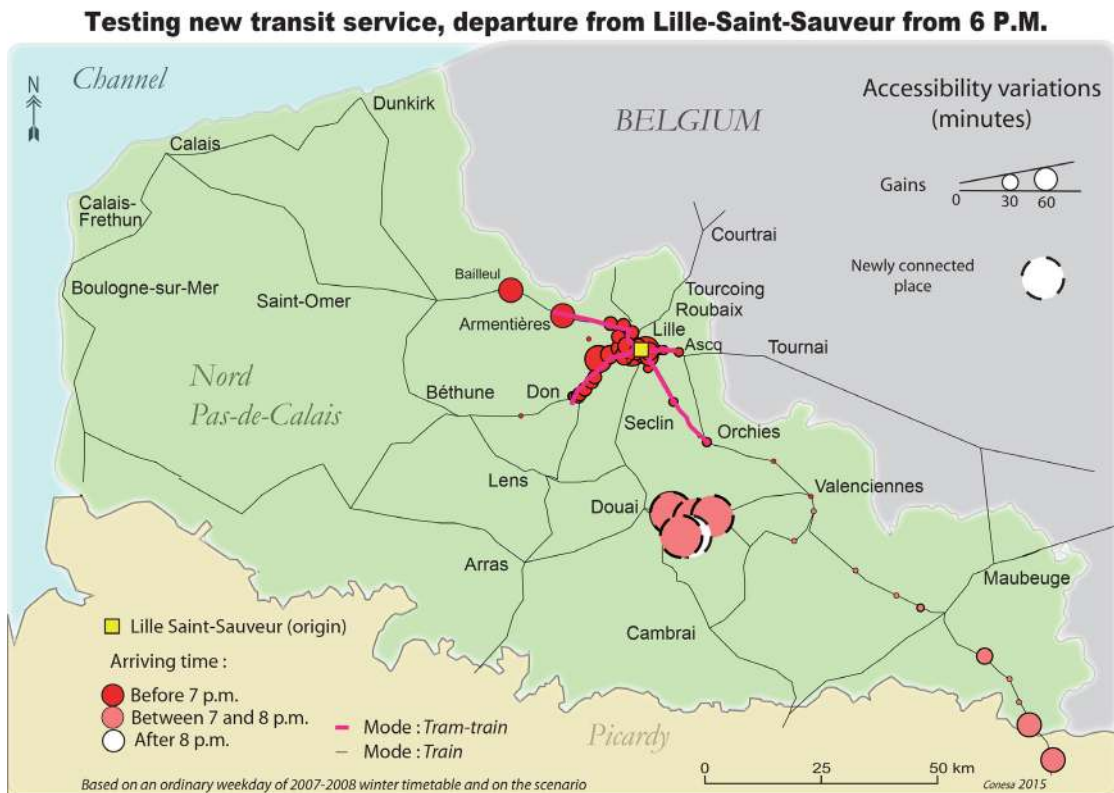 Testing new transit service, departure from Lille-Saint-Sauveur from 6 P.M.
Channel
N
Dunkirk
BELGIUM
Accessibility variations
(minutes)
Gains
0
30
60
Newly connected
place
Calais
Calais-
Frethun
Courtrai
Boulogne-sur-Mer
Bailleul
Saint-Omer
Tourcoing
Roubaix
Armentières
Lille
Ascq
Tournai
Nord
Pas-de-Calais
Béthune
Don
Seclin
Orchies
Lens
Valenciennes
Douai
Arras
Maubeuge
Cambrai
Lille Saint-Sauveur (origin)
Arriving time :
Before 7 p.m.
Between 7 and 8 p.m.
After 8 p.m.
Mode : Tram-train
Mode : Train
Picardy
0
25
50 km
Based on an ordinary weekday of 2007-2008 winter timetable and on the scenario
Conesa 2015